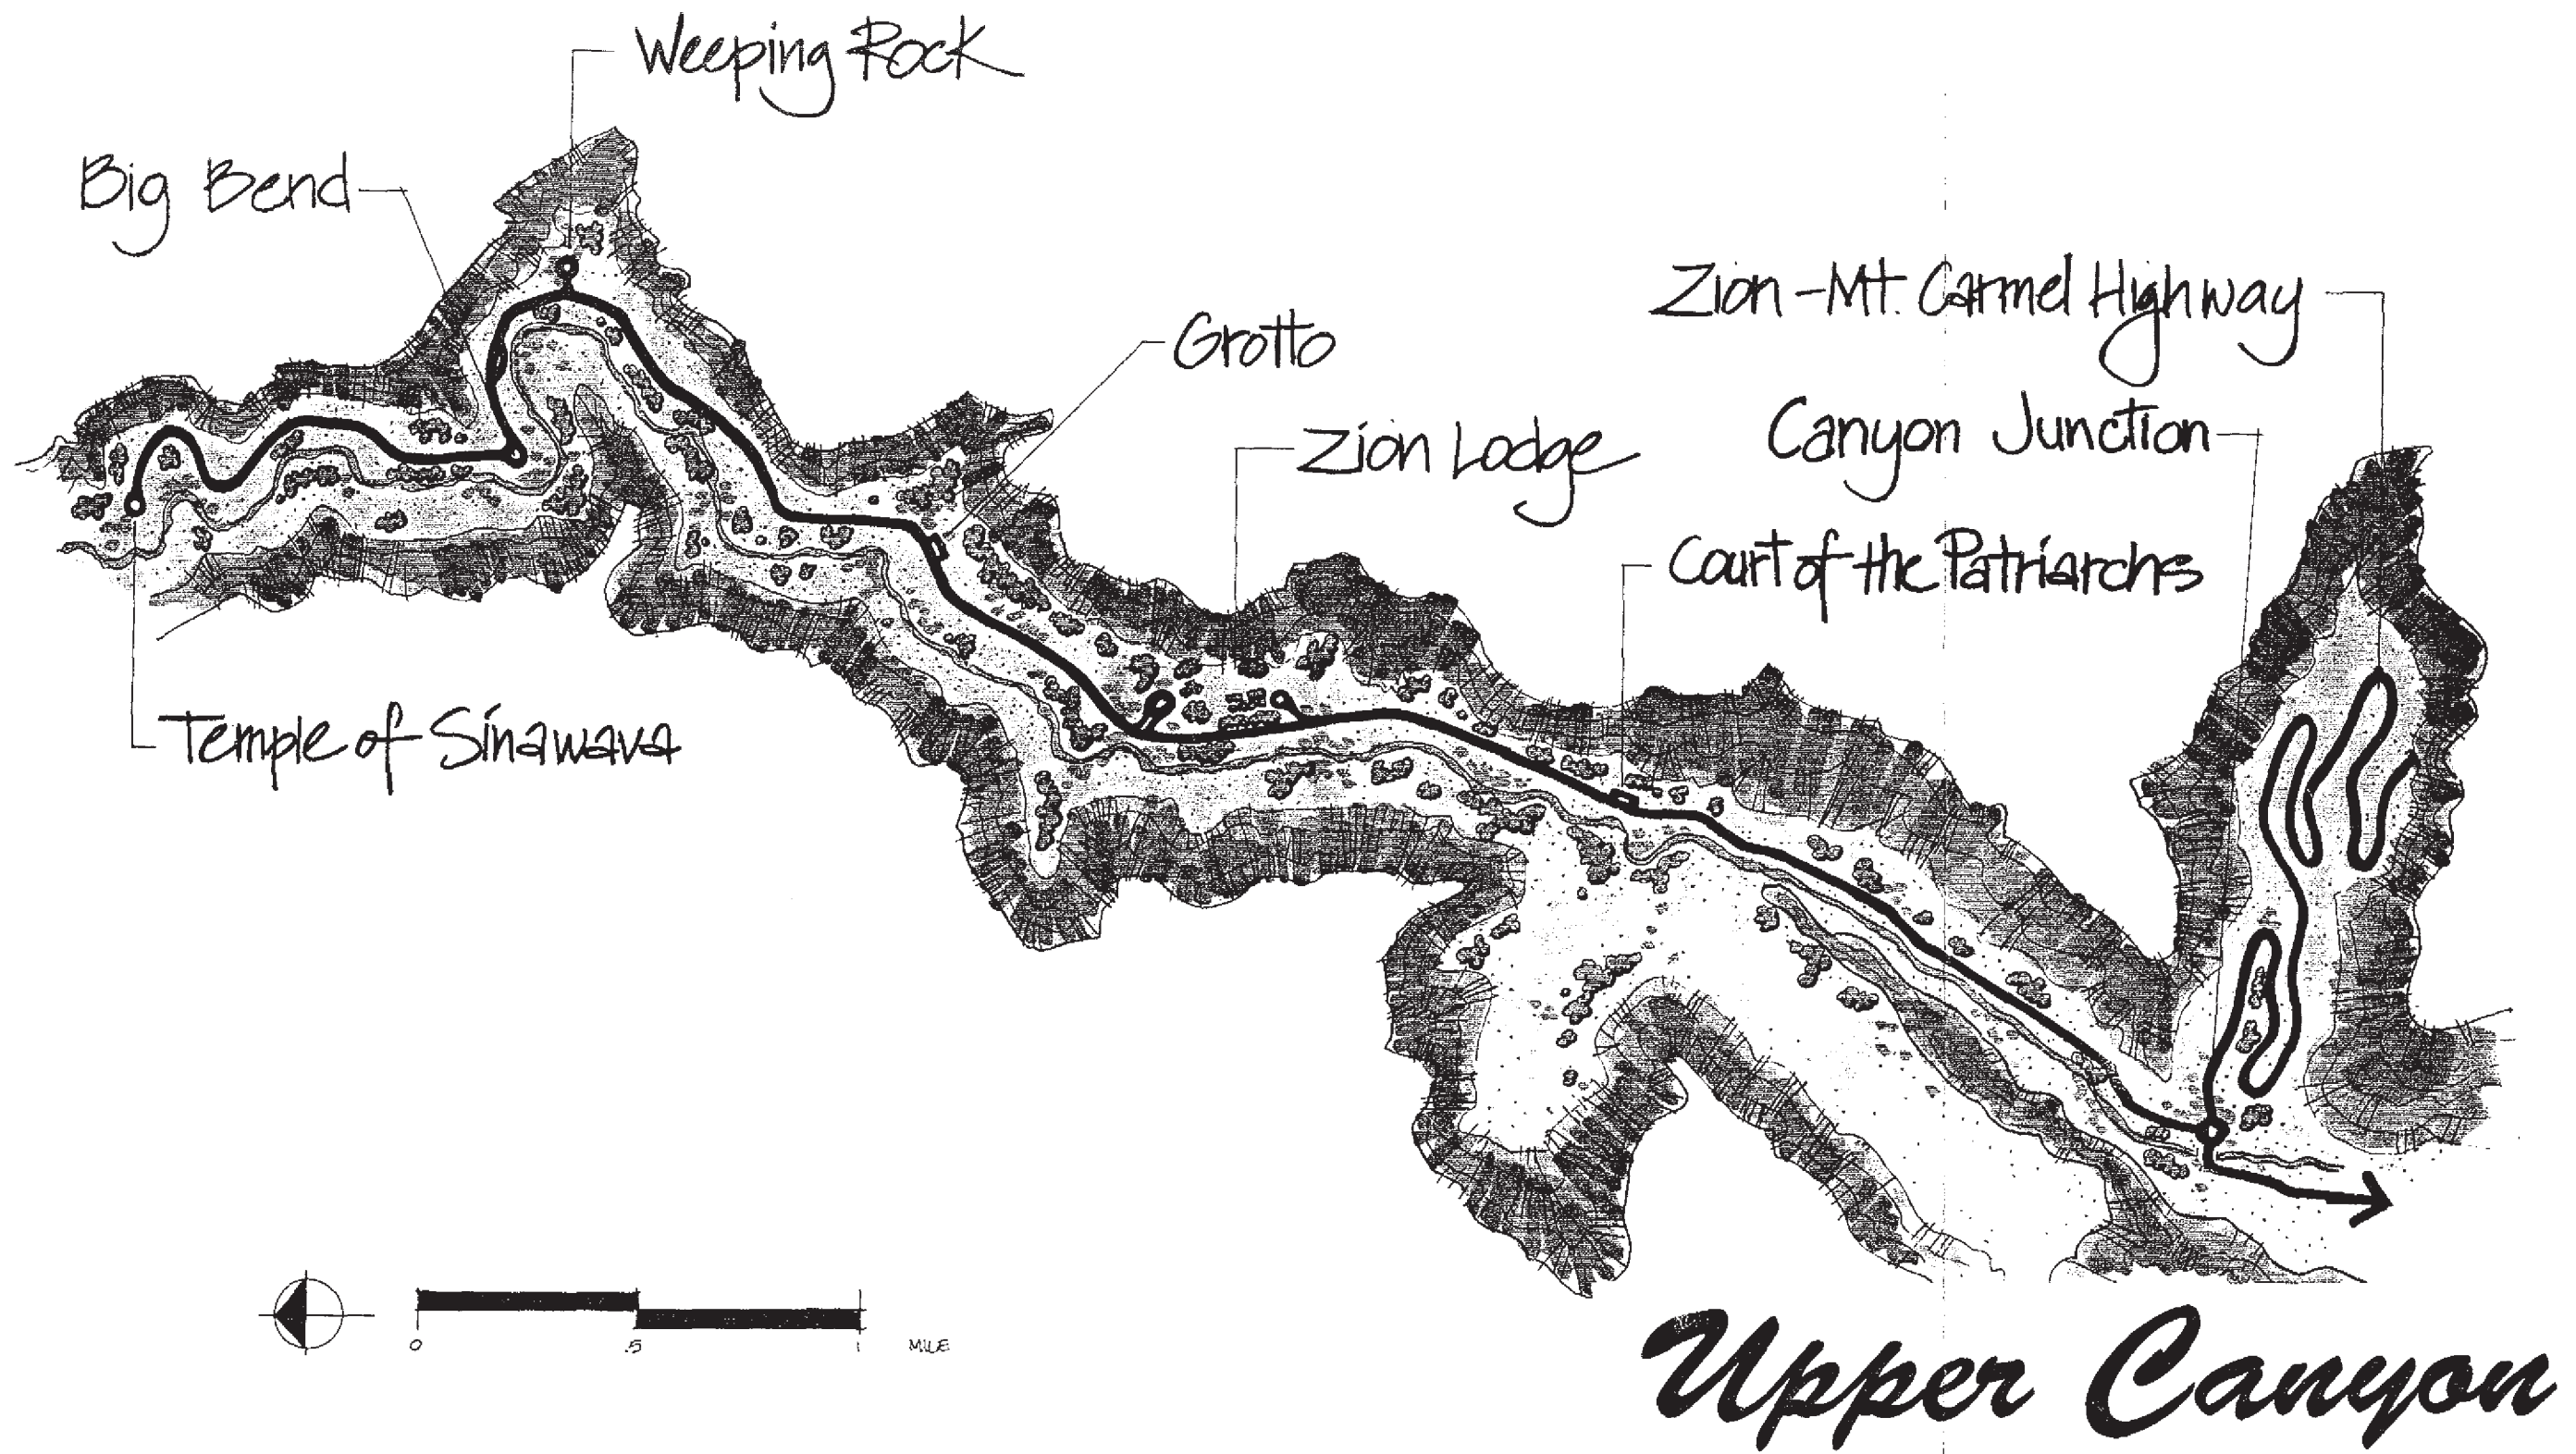 Weeping Rock
Big Bend
Zion-Mt. Carmel Highway
Grotto
Canyon Junction
Zion Lodge
Court of the Patriarchs
Temple of Sinawava
0 .5 1 MILE
Upper Canyon